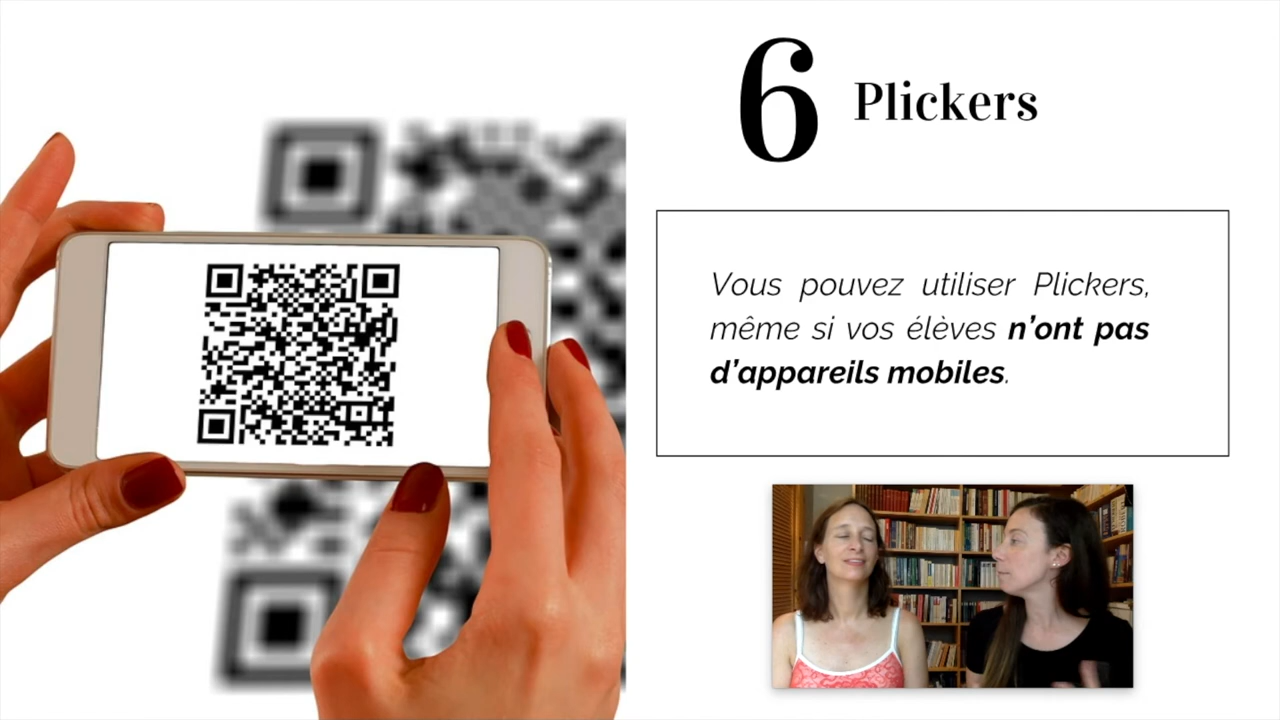 6 Plickers
Vous pouvez utiliser Plickers,
même si vos élèves n’ont pas
d’appareils mobiles.